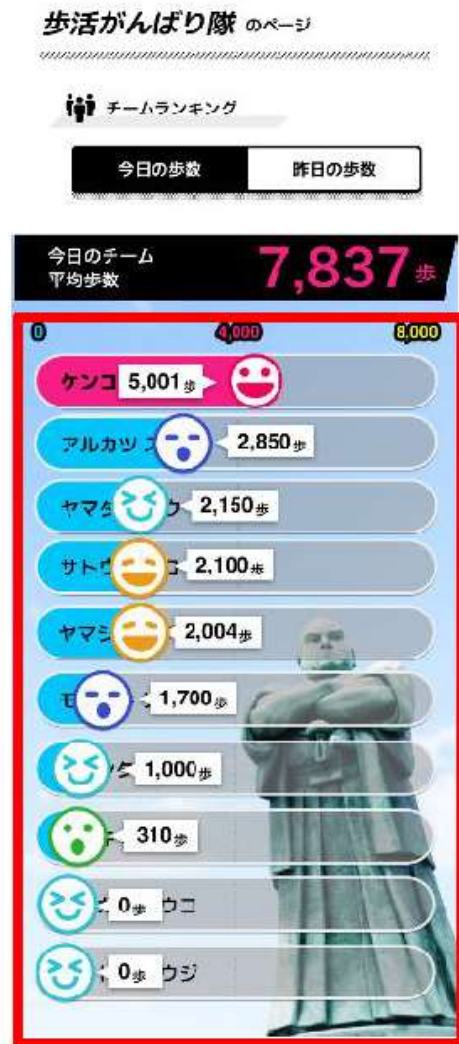 歩活がんばり隊 のページ
チームランキング
今日の歩数 昨日の歩数
今日のチーム
平均歩数
7,837歩
0 4,000 8,000
ケンコ 5,001歩
アルカツ 2,850歩
ヤマダ 2,150歩
サトウ コ 2,100歩
ヤマシ 2,004歩
モ 1,700歩
1,000歩
310歩
0歩 ウコ
0歩 ウジ